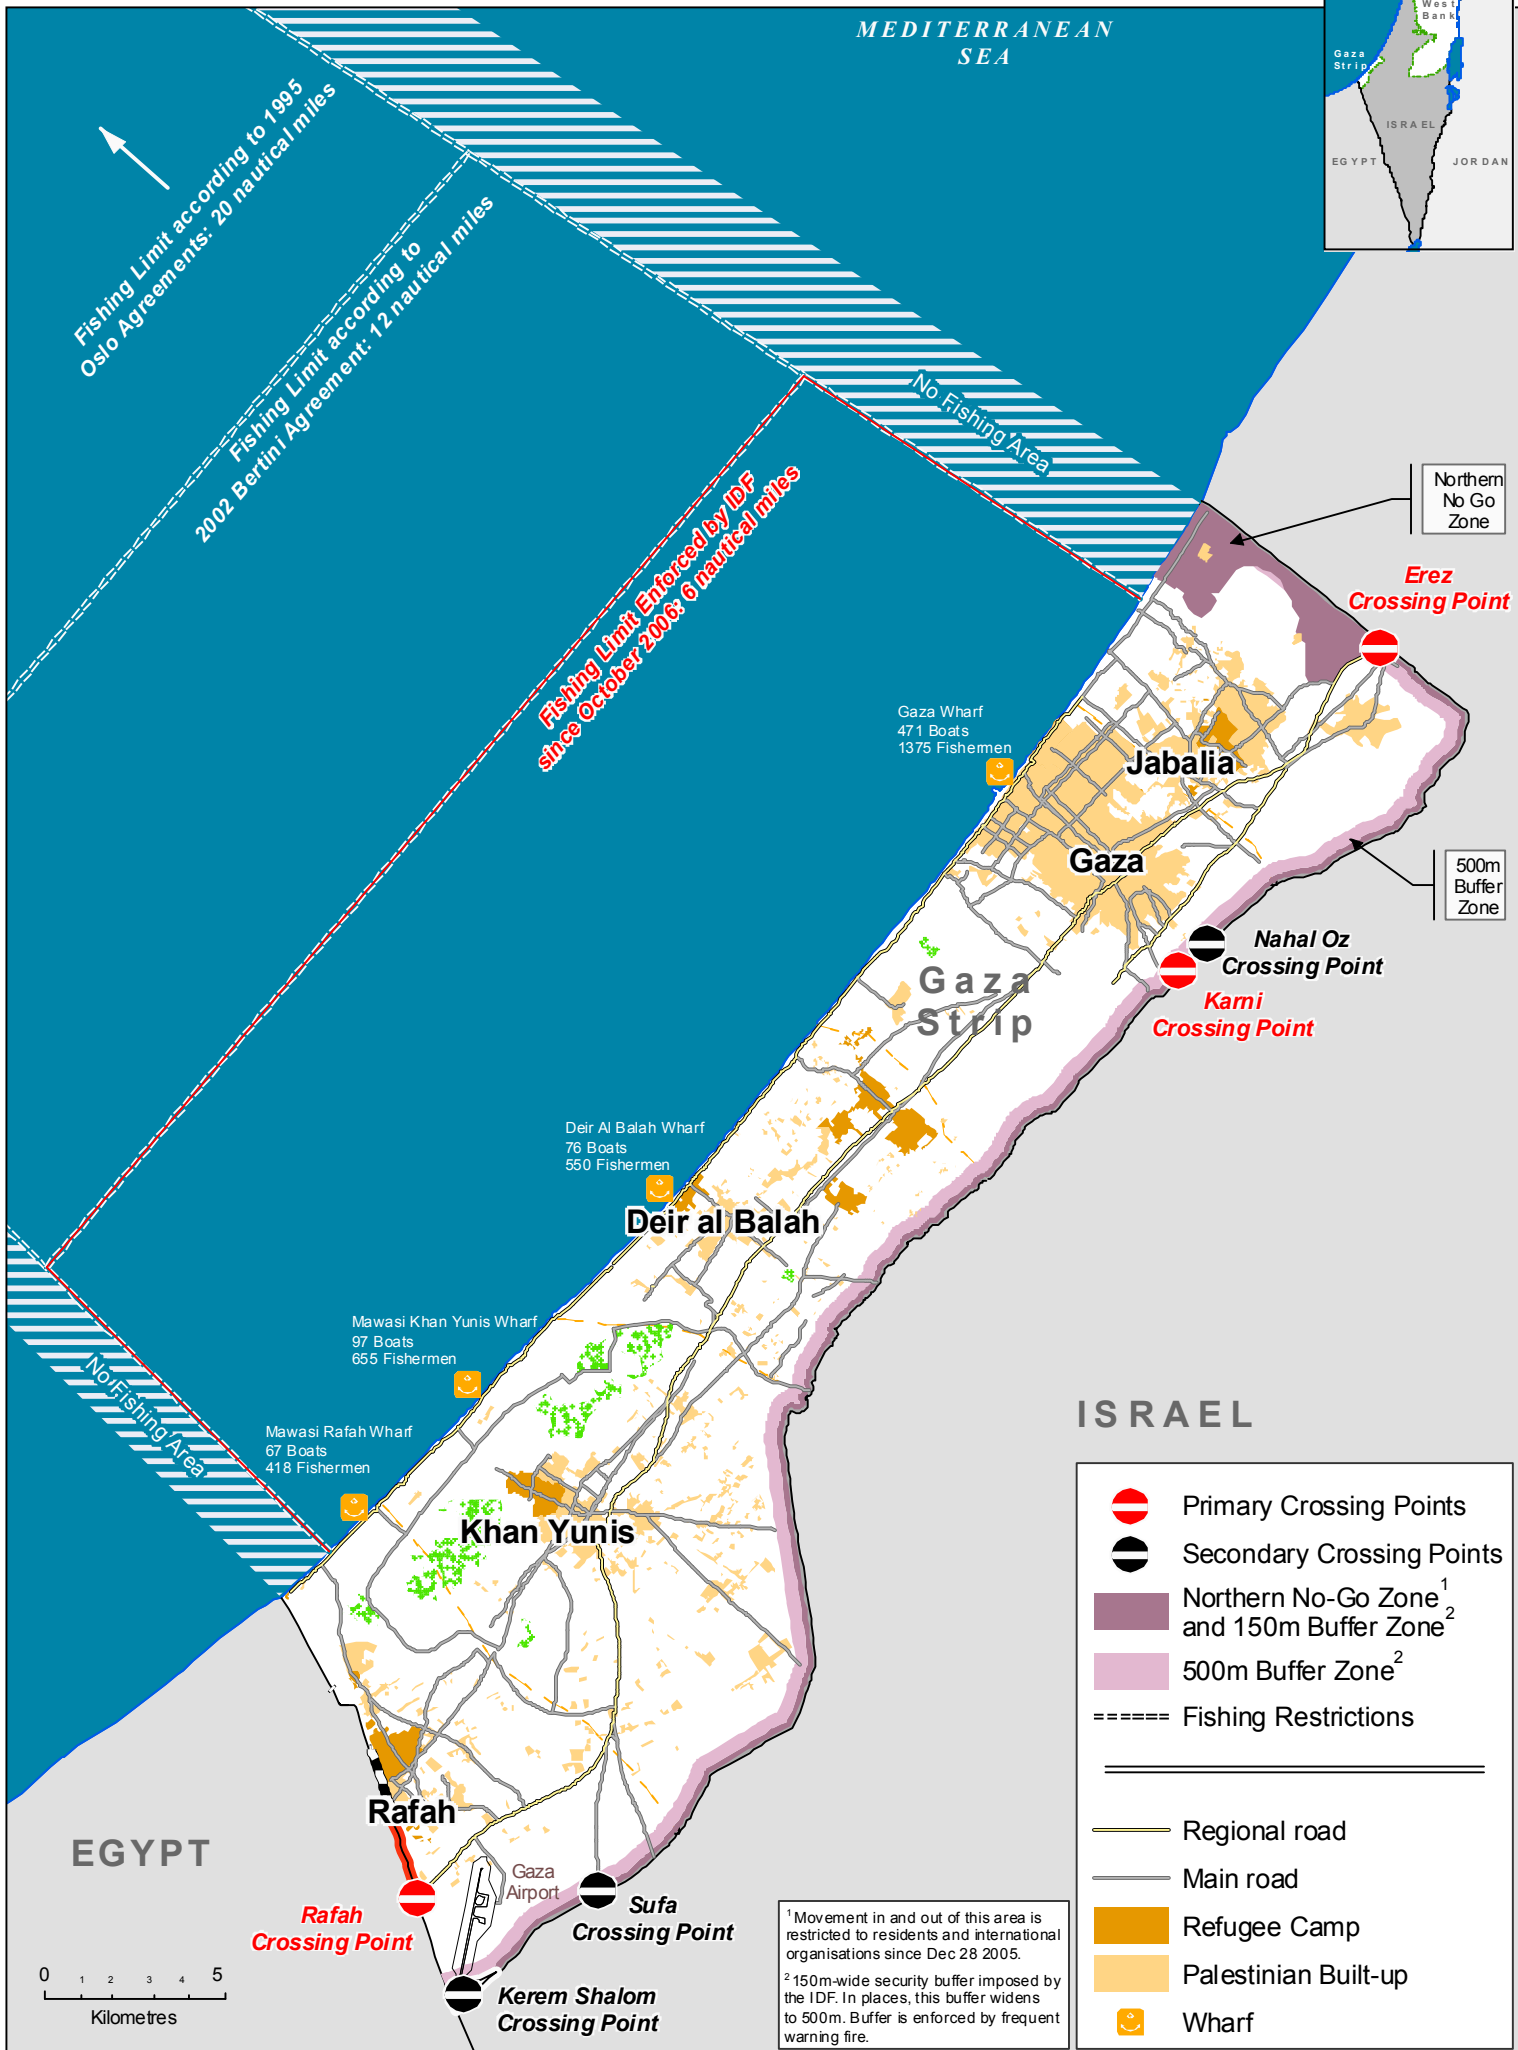 MEDITERRANEAN
SEA
West
Bank
Gaza
Strip
ISRAEL
EGYPT
JORDAN
Fishing Limit according to 1995
Oslo Agreements: 20 nautical miles
Fishing Limit according to
2002 Bertini Agreement: 12 nautical miles
Fishing Limit Enforced by IDF
since October 2006: 6 nautical miles
No Fishing Area
Northern
No Go
Zone
Erez
Crossing Point
Gaza Wharf
471 Boats
1375 Fishermen
Jabalia
Gaza
500m
Buffer
Zone
Nahal Oz
Crossing Point
Karni
Crossing Point
Gaza
Strip
Deir Al Balah Wharf
76 Boats
550 Fishermen
Deir al Balah
Mawasi Khan Yunis Wharf
97 Boats
655 Fishermen
No Fishing Area
Mawasi Rafah Wharf
67 Boats
418 Fishermen
Khan Yunis
ISRAEL
Rafah
EGYPT
Gaza
Airport
Rafah
Crossing Point
Sufa
Crossing Point
Kerem Shalom
Crossing Point
0 1 2 3 4 5
Kilometres
1 Movement in and out of this area is
restricted to residents and international
organisations since Dec 28 2005.
2 150m-wide security buffer imposed by
the IDF. In places, this buffer widens
to 500m. Buffer is enforced by frequent
warning fire.
Primary Crossing Points
Secondary Crossing Points
Northern No-Go Zone1
and 150m Buffer Zone2
500m Buffer Zone2
Fishing Restrictions
Regional road
Main road
Refugee Camp
Palestinian Built-up
Wharf